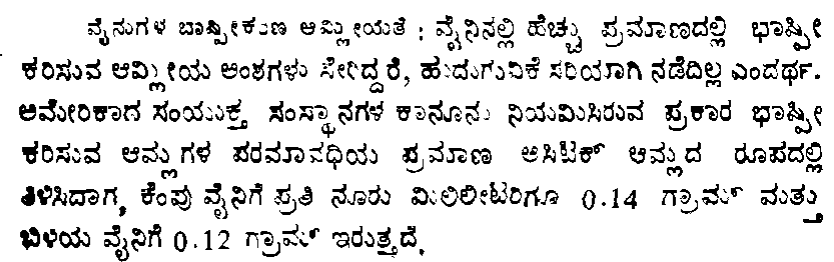 ವೈನುಗಳ ಬಾಷ್ಪೀಕರಣ ಆಮ್ಲೀಯತೆ : ವೈನಿನಲ್ಲಿ ಹೆಚ್ಚು ಪ್ರಮಾಣದಲ್ಲಿ ಭಾಷ್ಪೀ
ಕರಿಸುವ ಆಮ್ಲೀಯ ಅಂಶಗಳು ಸೇರಿದ್ದರೆ, ಹುದುಗುವಿಕೆ ಸರಿಯಾಗಿ ನಡೆದಿಲ್ಲ ಎಂದರ್ಥ.
ಅಮೇರಿಕಾದ ಸಂಯುಕ್ತ ಸಂಸ್ಥಾನಗಳ ಕಾನೂನು ನಿಯಮಿಸಿರುವ ಪ್ರಕಾರ ಭಾಷ್ಪೀ
ಕರಿಸುವ ಆಮ್ಲಗಳ ಪರಮಾವಧಿಯ ಪ್ರಮಾಣ ಅಸಿಟಿಕ್ ಆಮ್ಲದ ರೂಪದಲ್ಲಿ
ತಿಳಿಸಿದಾಗ, ಕೆಂಪು ವೈನಿಗೆ ಪ್ರತಿ ನೂರು ಮಿಲಿಲೀಟರಿಗೂ 0.14 ಗ್ರಾಮ್ ಮತ್ತು
ಬಿಳಿಯ ವೈನಿಗೆ 0.12 ಗ್ರಾಮ್ ಇರುತ್ತದೆ.